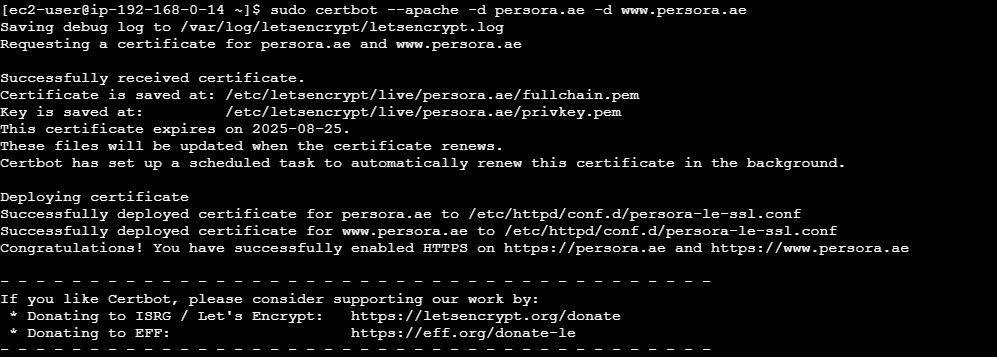 [ec2-user@ip-192-168-0-14 ~]$ sudo certbot --apache -d persora.ae -d www.persora.ae
Saving debug log to /var/log/letsencrypt/letsencrypt.log
Requesting a certificate for persora.ae and www.persora.ae

Successfully received certificate.
Certificate is saved at: /etc/letsencrypt/live/persora.ae/fullchain.pem
Key is saved at:         /etc/letsencrypt/live/persora.ae/privkey.pem
This certificate expires on 2025-08-25.
These files will be updated when the certificate renews.
Certbot has set up a scheduled task to automatically renew this certificate in the background.

Deploying certificate
Successfully deployed certificate for persora.ae to /etc/httpd/conf.d/persora-le-ssl.conf
Successfully deployed certificate for www.persora.ae to /etc/httpd/conf.d/persora-le-ssl.conf
Congratulations! You have successfully enabled HTTPS on https://persora.ae and https://www.persora.ae

- - - - - - - - - - - - - - - - - - - - - - - - - - - - - - - - - - - - - - - -
If you like Certbot, please consider supporting our work by:
 * Donating to ISRG / Let's Encrypt:   https://letsencrypt.org/donate
 * Donating to EFF:                    https://eff.org/donate-le
- - - - - - - - - - - - - - - - - - - - - - - - - - - - - - - - - - - - - - - -